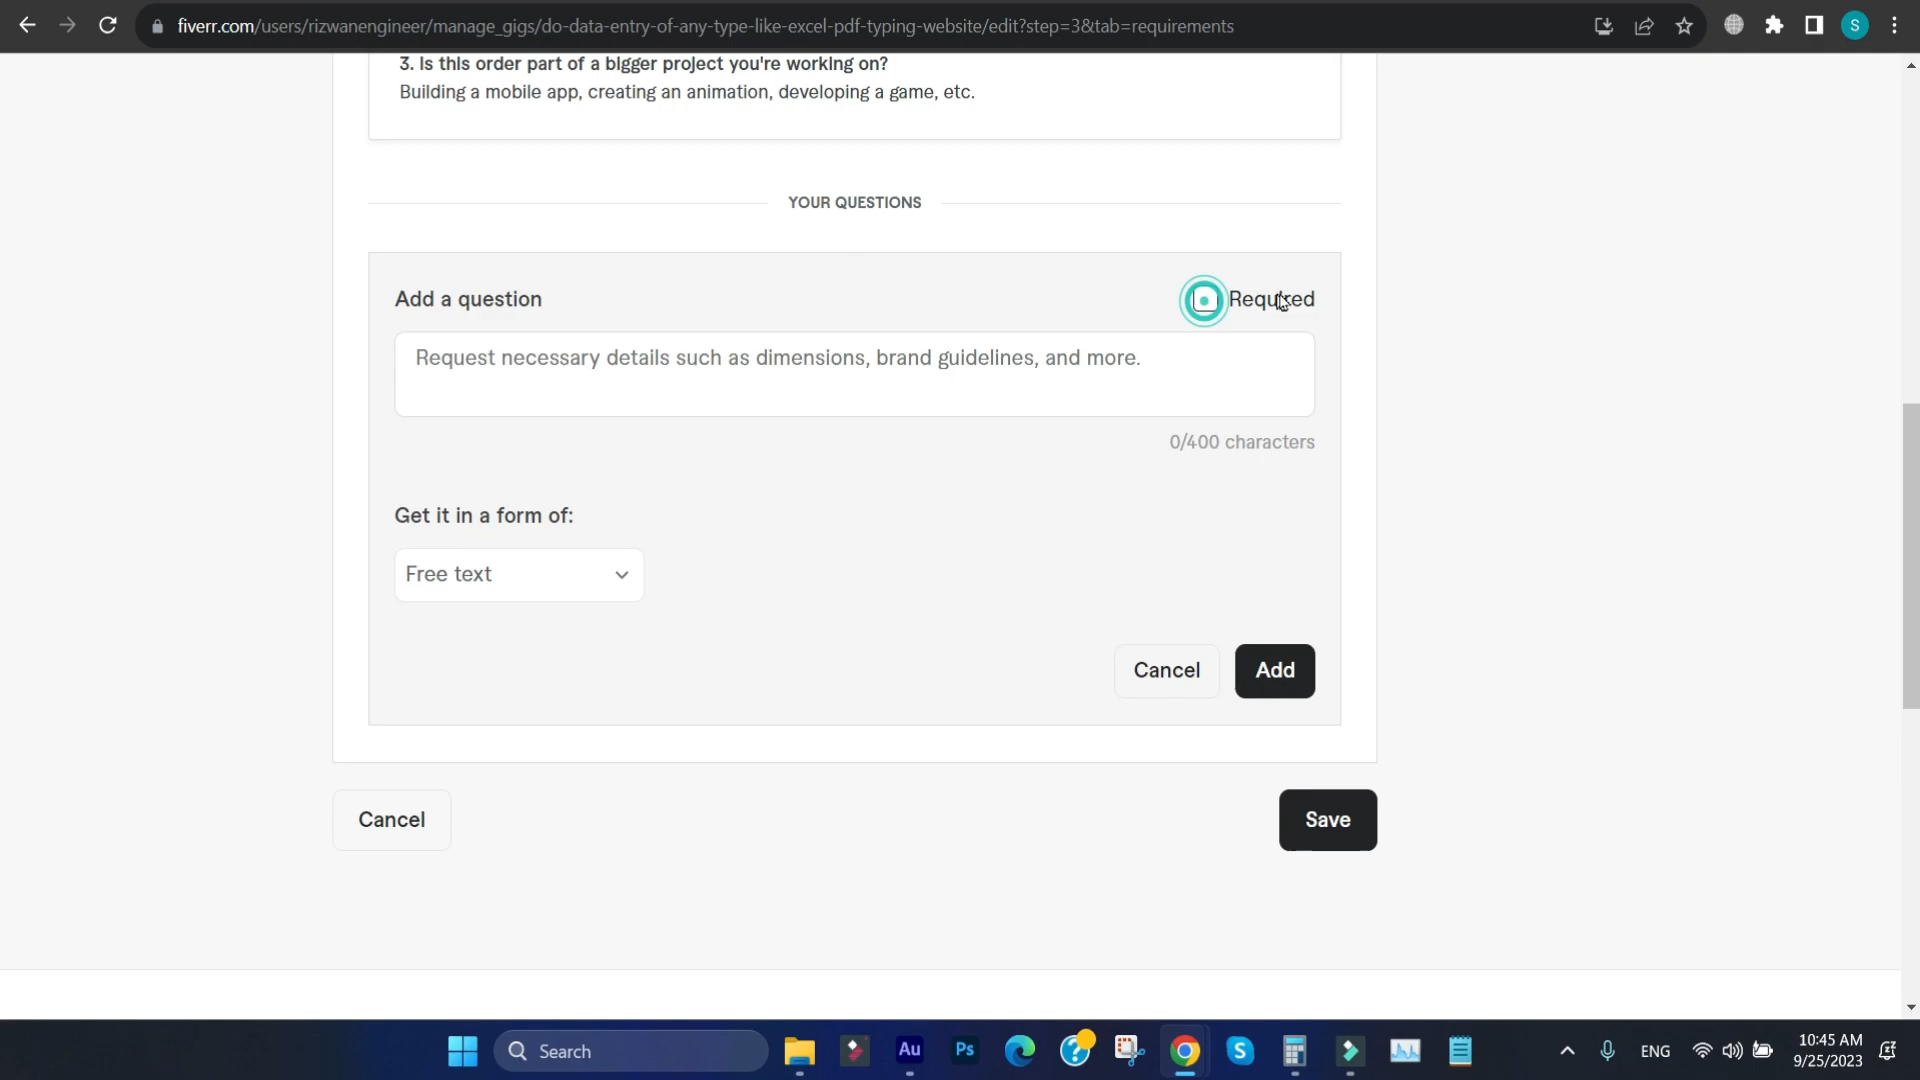 fiverr.com/users/rizwanengineer/manage_gigs/do-data-entry-of-any-type-like-excel-pdf-typing-website/edit?step=3&tab=requirements
S
3. Is this order part of a bigger project you're working on?
Building a mobile app, creating an animation, developing a game, etc.
YOUR QUESTIONS
Add a question
Required
Request necessary details such as dimensions, brand guidelines, and more.
0/400 characters
Get it in a form of:
Free text
Cancel
Add
Cancel
Save
Search
Au
Ps
?
S
ENG
10:45 AM
9/25/2023